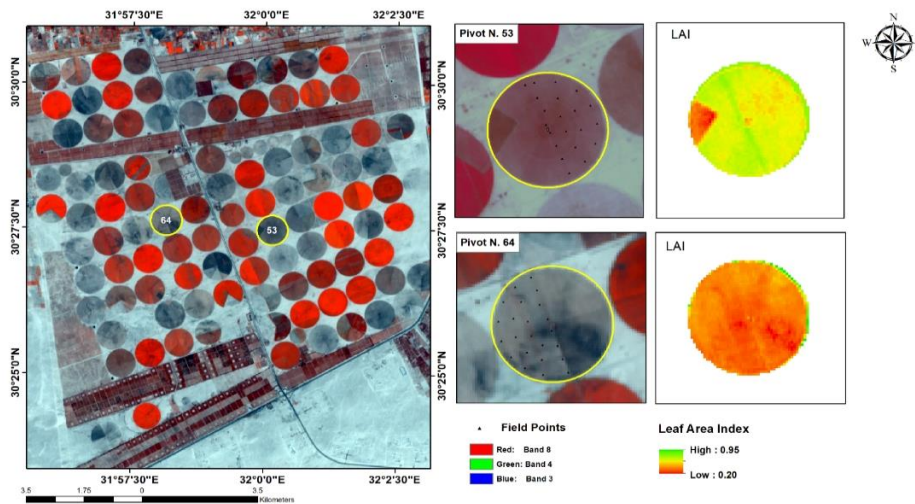 31°57'30"E 32°0'0"E 32°2'30"E
30°30'0"N
30°27'30"N
30°25'0"N
64
53
31°57'30"E 32°0'0"E 32°2'30"E
3.5 1.75 0 3.5
Kilometers
30°30'0"N
30°27'30"N
30°25'0"N
Pivot N. 53
LAI
Pivot N. 64
LAI
N
W E
S
Field Points
Red: Band 8
Green: Band 4
Blue: Band 3
Leaf Area Index
High : 0.95
Low : 0.20